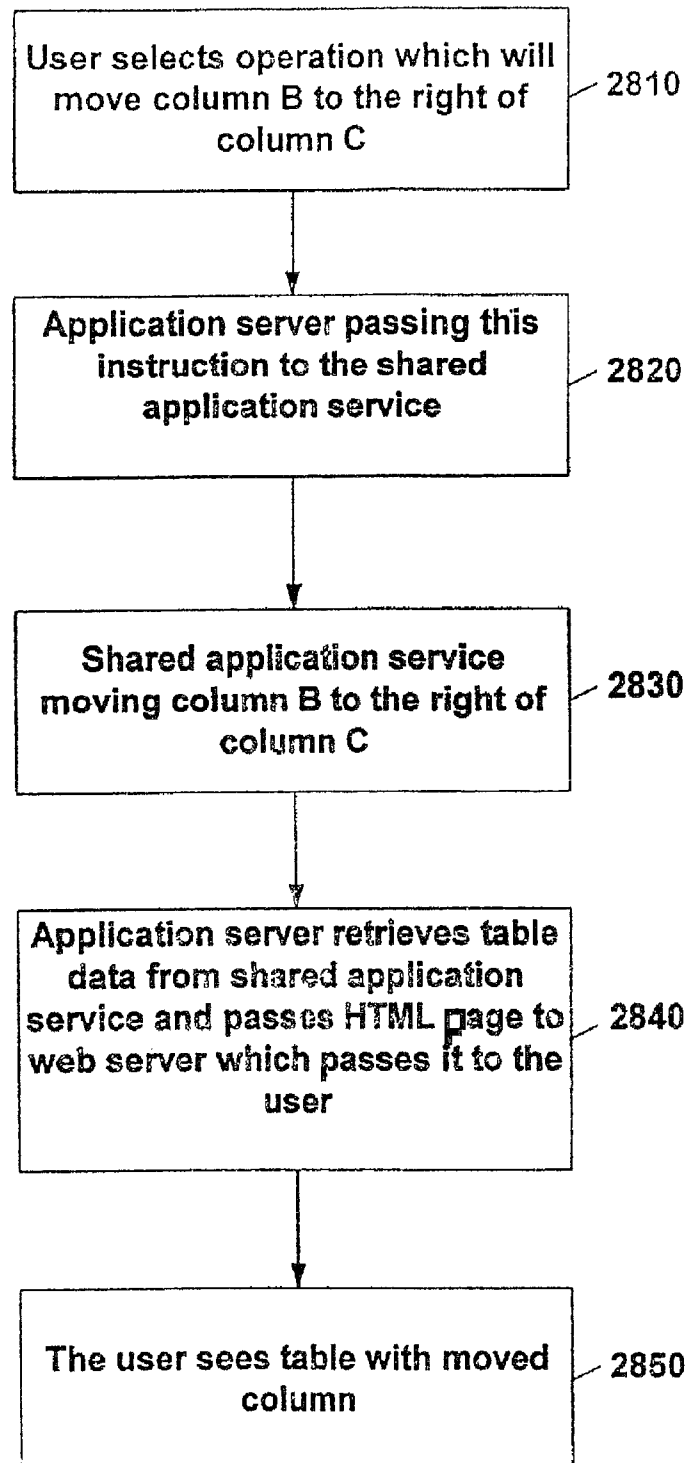 User selects operation which will
move column B to the right of
column C
2810
Application server passing this
instruction to the shared
application service
2820
Shared application service
moving column B to the right of
column C
2830
Application server retrieves table
data from shared application
service and passes HTML page to
web server which passes it to the
user
2840
The user sees table with moved
column
2850